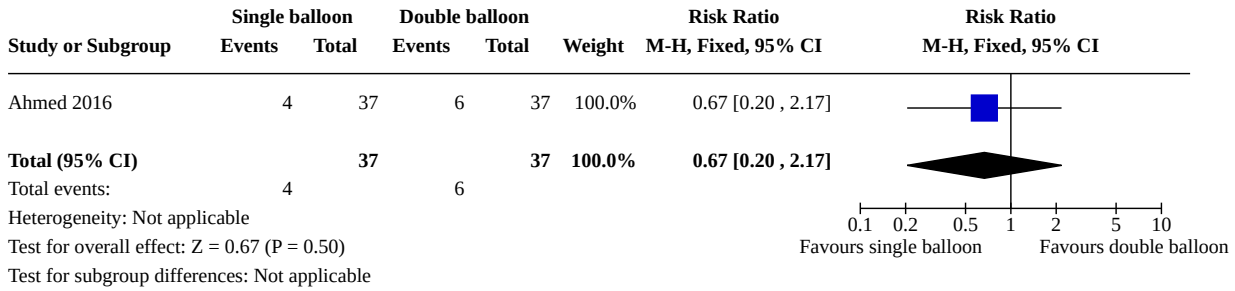 Single balloon Double balloon Risk Ratio Risk Ratio
Study or Subgroup Events Total Events Total Weight M-H, Fixed, 95% CI M-H, Fixed, 95% CI
Ahmed 2016 4 37 6 37 100.0% 0.67 [0.20 , 2.17]
Total (95% CI) 37 37 100.0% 0.67 [0.20 , 2.17]
Total events: 4 6
Heterogeneity: Not applicable
0.1 0.2 0.5 1 2 5 10
Test for overall effect: Z = 0.67 (P = 0.50)
Favours single balloon Favours double balloon
Test for subgroup differences: Not applicable